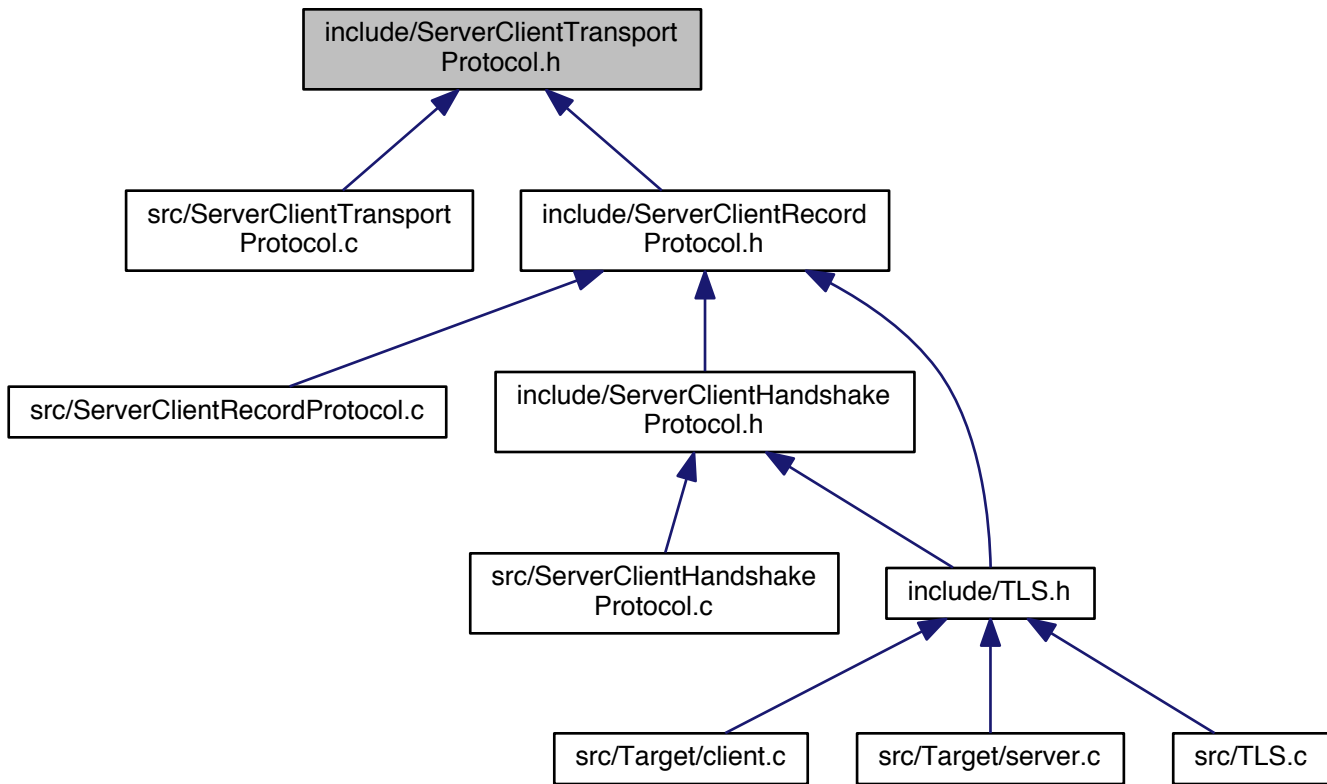 include/ServerClientTransport
Protocol.h
src/ServerClientTransport
Protocol.c
include/ServerClientRecord
Protocol.h
src/ServerClientRecordProtocol.c
include/ServerClientHandshake
Protocol.h
src/ServerClientHandshake
Protocol.c
include/TLS.h
src/Target/client.c
src/Target/server.c
src/TLS.c